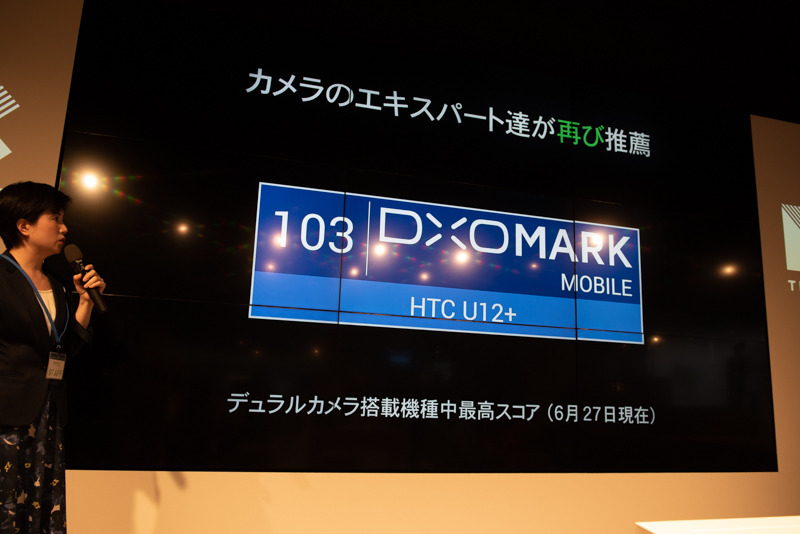 カメラのエキスパート達が再び推薦
103 DXOMARK
MOBILE
HTC U12+
デュラルカメラ搭載機種中最高スコア（6月27日現在）